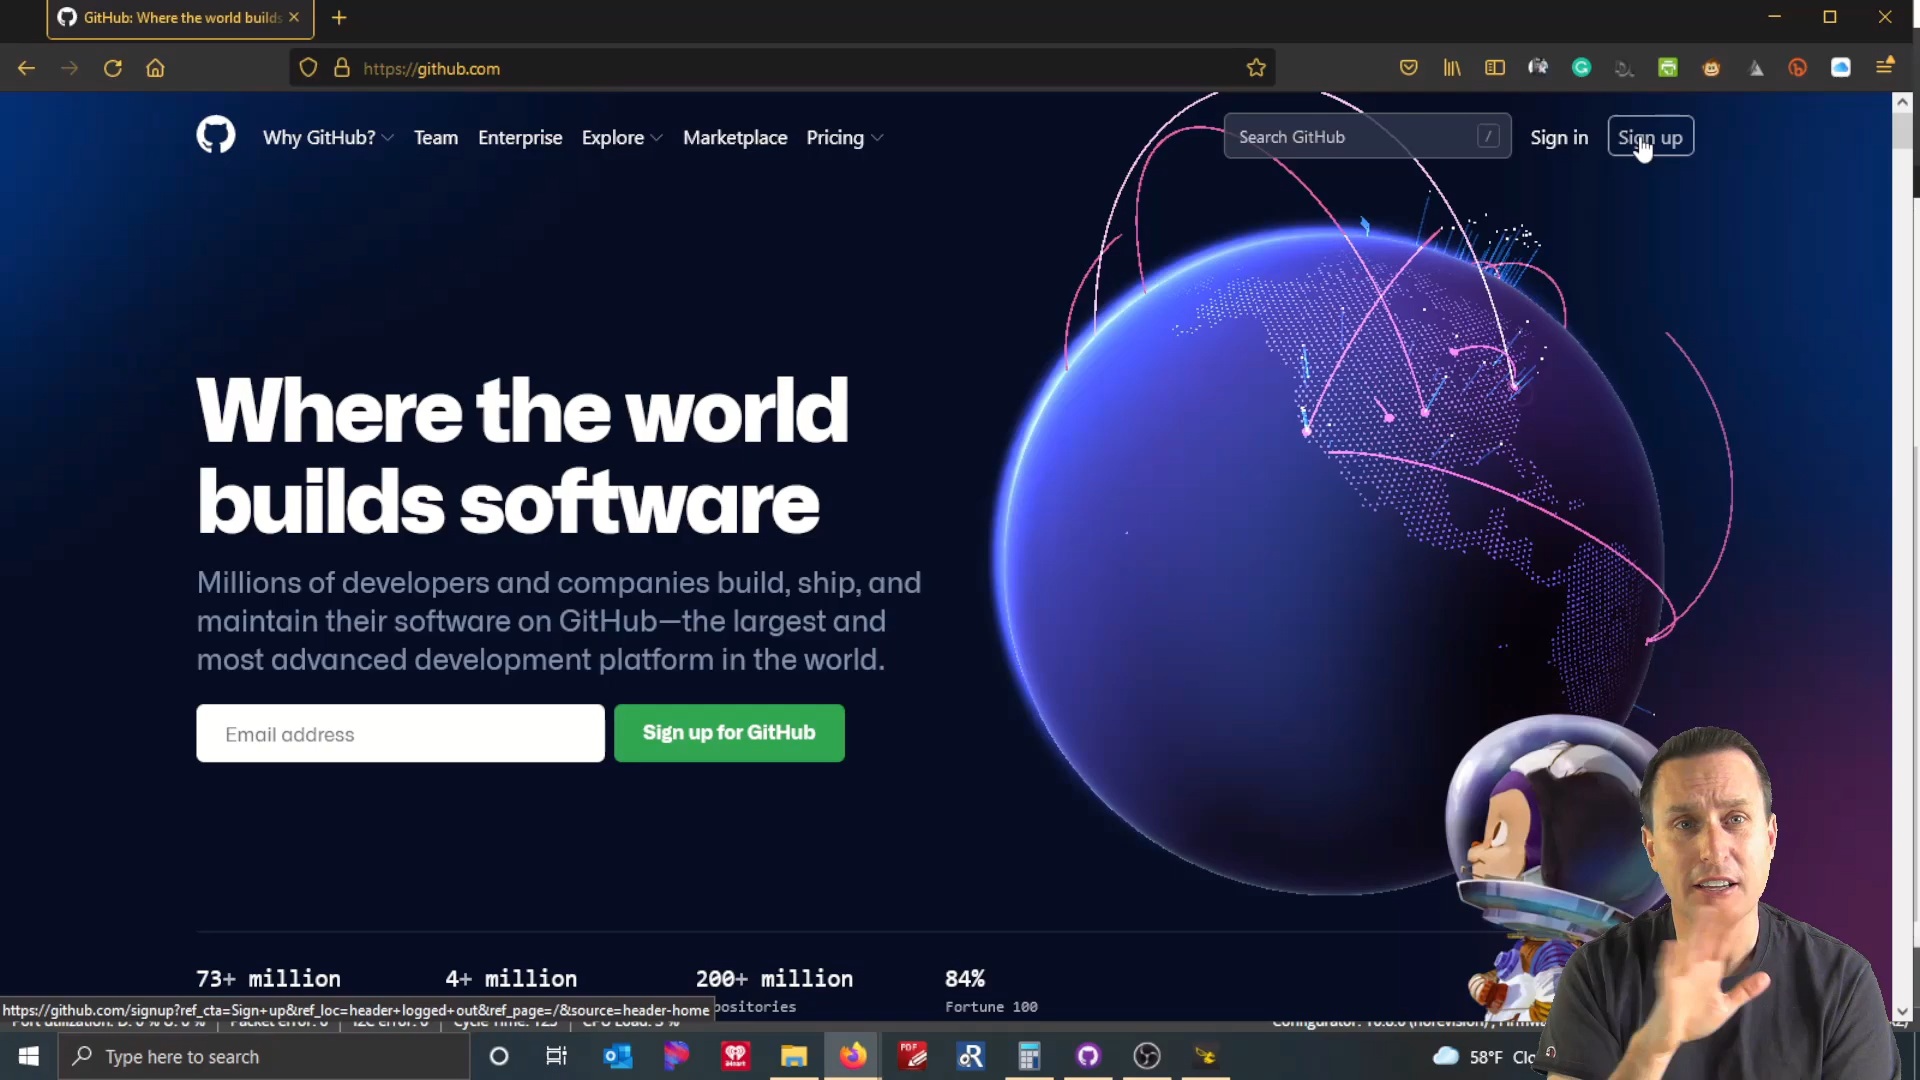 GitHub: Where the world builds
https://github.com
Why GitHub?
Team
Enterprise
Explore
Marketplace
Pricing
Search GitHub
/
Sign in
Sign up
Where the world
builds software
Millions of developers and companies build, ship, and
maintain their software on GitHub—the largest and
most advanced development platform in the world.
Email address
Sign up for GitHub
73+ million
4+ million
200+ million
84%
Fortune 100
https://github.com/signup?ref_cta=Sign+up&ref_loc=header+logged+out&ref_page=/&source=header-home
Type here to search
PDF
58°F